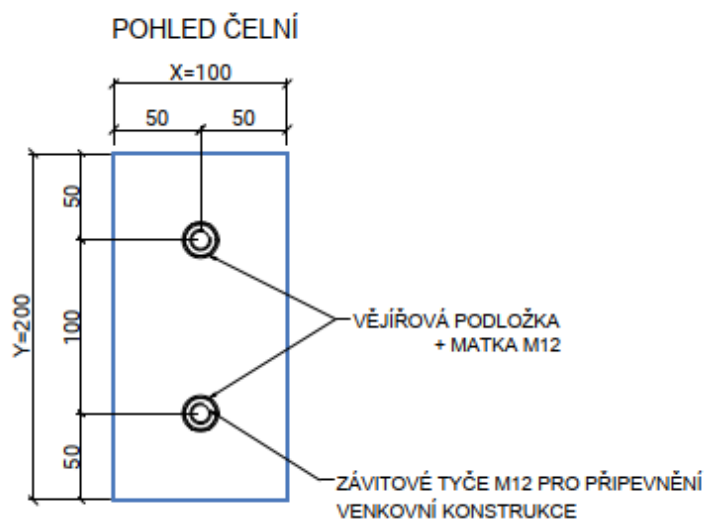 POHLED ČELNÍ
X=100
50
50
50
Y=200
100
VĚJÍŘOVÁ PODLOŽKA
+ MATKA M12
50
ZÁVITOVÉ TYČE M12 PRO PŘIPEVNĚNÍ
VENKOVNÍ KONSTRUKCE